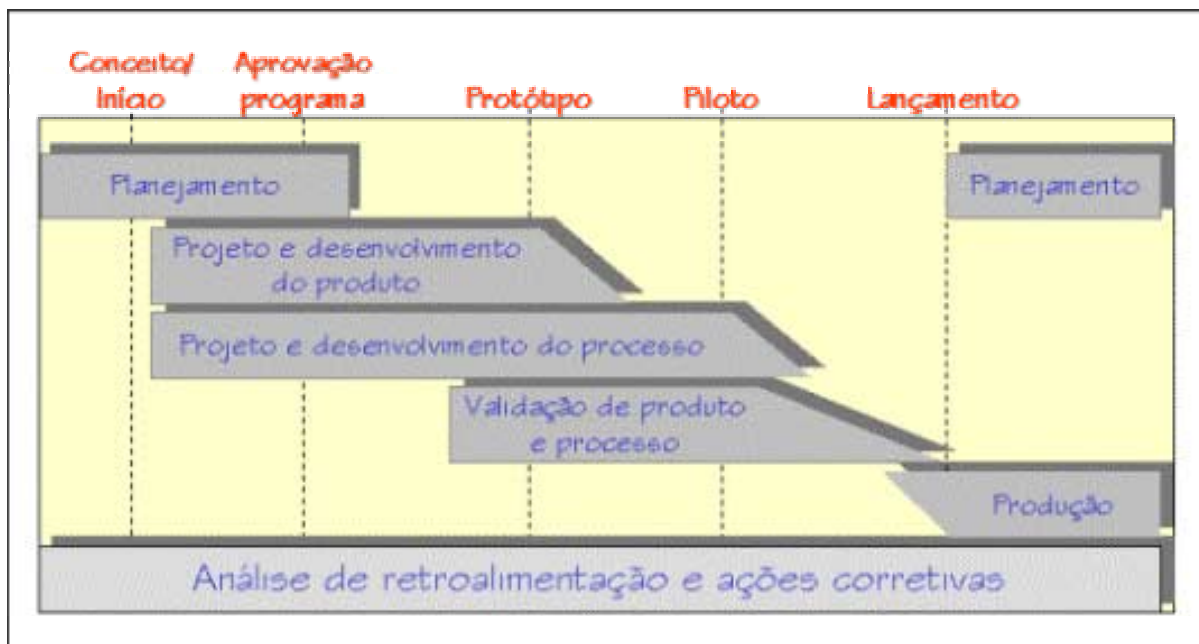 Conceito/ Aprovação
Início programa Protótipo Piloto Lançamento
Planejamento Planejamento
Projeto e desenvolvimento
do produto
Projeto e desenvolvimento do processo
Validação de produto
e processo
Produção
Análise de retroalimentação e ações corretivas